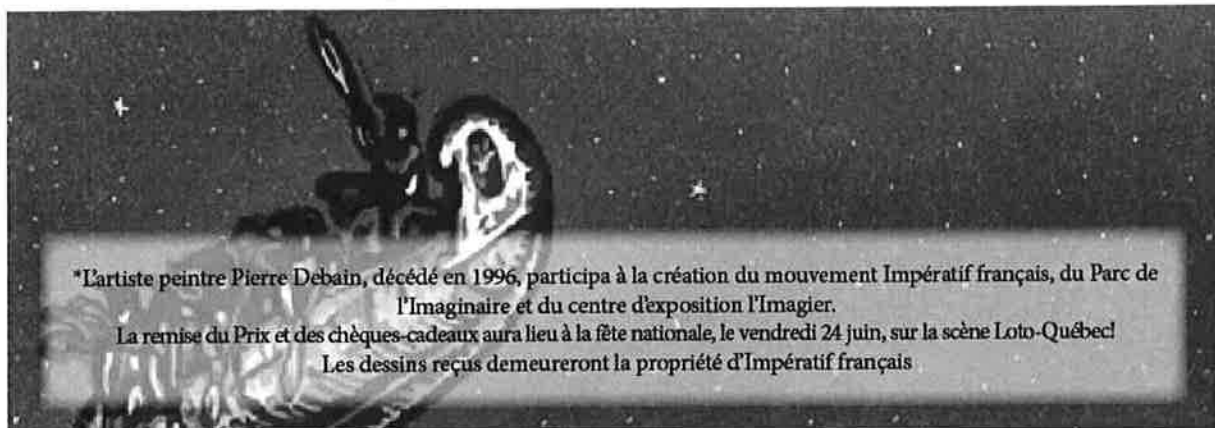 *L'artiste peintre Pierre Debain, décédé en 1996, participa à la création du mouvement Impératif français, du Parc de
l'Imaginaire et du centre d'exposition l'Imagier.
La remise du Prix et des chèques-cadeaux aura lieu à la fête nationale, le vendredi 24 juin, sur la scène Loto-Québec!
Les dessins reçus demeureront la propriété d'Impératif français